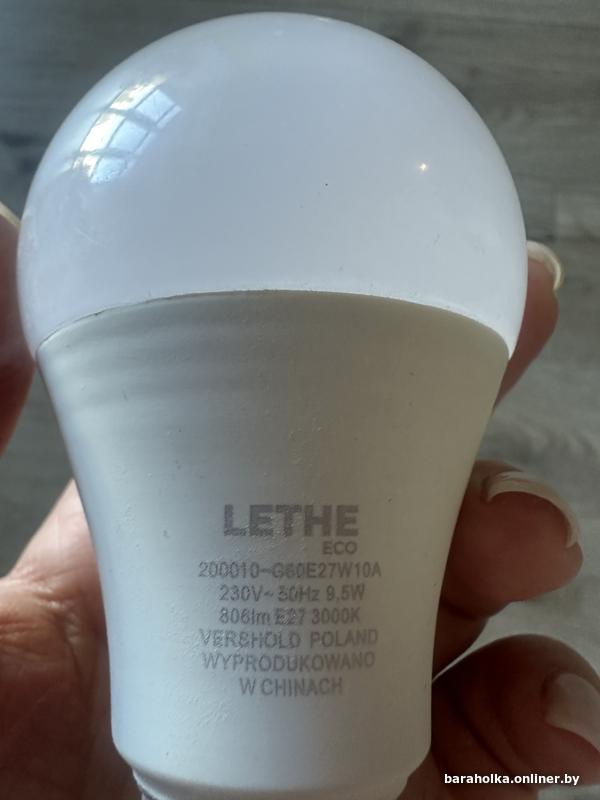 LETHE
ECO
200010-G60E27W10A
230V~ 50Hz 9,5W
806lm E27 3000K
VERSHOLD POLAND
WYPRODUKOWANO
W CHINACH
baraholka.onliner.by